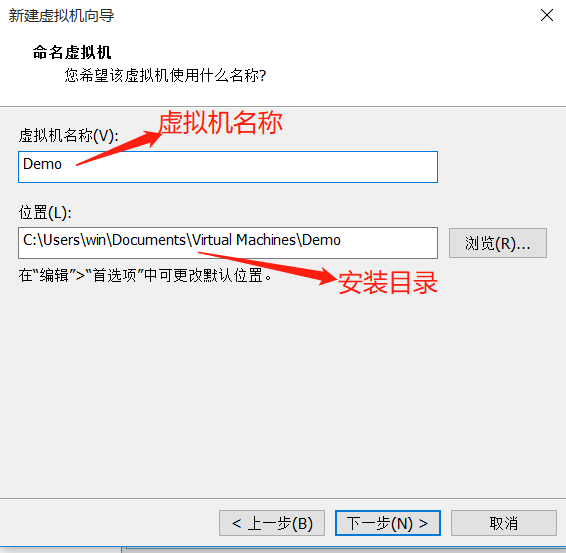 新建虚拟机向导
命名虚拟机
您希望该虚拟机使用什么名称?
虚拟机名称(V):
虚拟机名称
Demo
位置(L):
C:\Users\win\Documents\Virtual Machines\Demo
浏览(R)...
在“编辑”>“首选项”中可更改默认位置。
安装目录
< 上一步(B)
下一步(N) >
取消